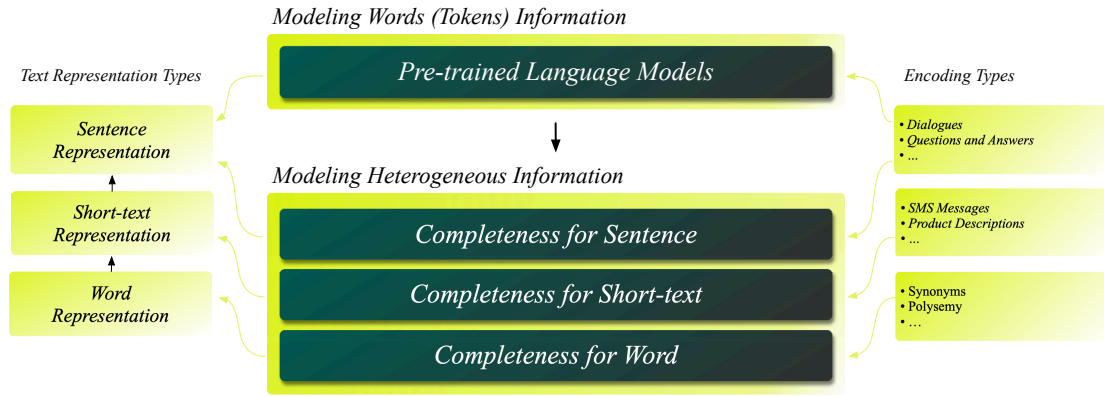 Modeling Words (Tokens) Information
Pre-trained Language Models
Text Representation Types
Sentence
Representation
Short-text
Representation
Word
Representation
Modeling Heterogeneous Information
Completeness for Sentence
Completeness for Short-text
Completeness for Word
Encoding Types
• Dialogues
• Questions and Answers
• ...
• SMS Messages
• Product Descriptions
• ...
• Synonyms
• Polysemy
• ...